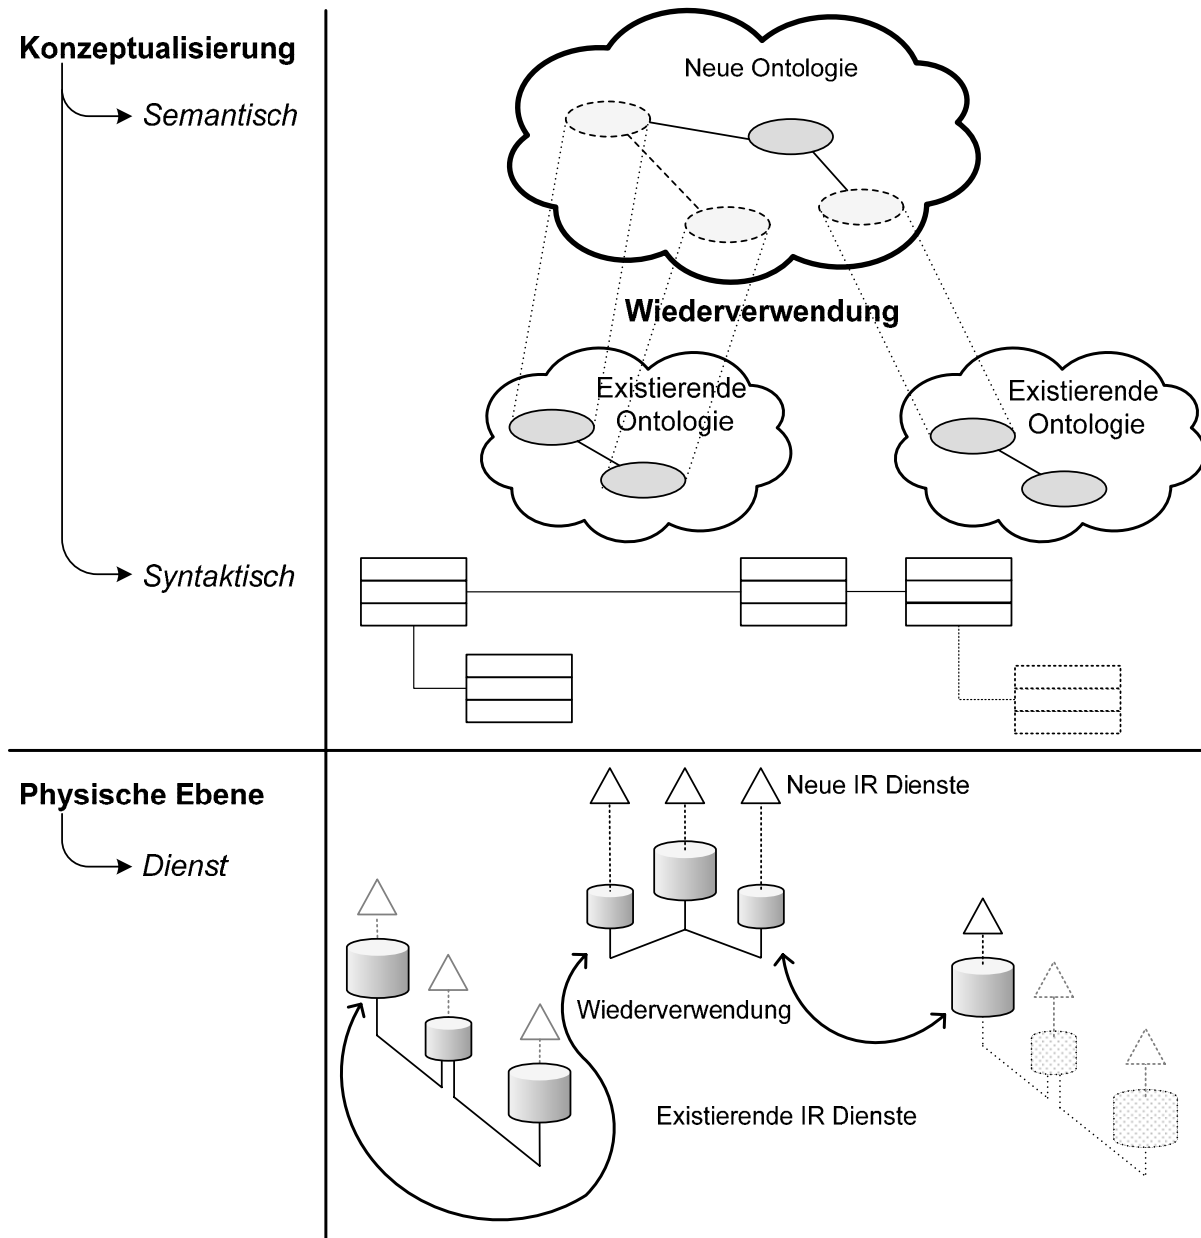 Konzeptualisierung
Semantisch
Neue Ontologie
Wiederverwendung
Existierende
Ontologie
Existierende
Ontologie
Syntaktisch
Physische Ebene
Dienst
Neue IR Dienste
Wiederverwendung
Existierende IR Dienste